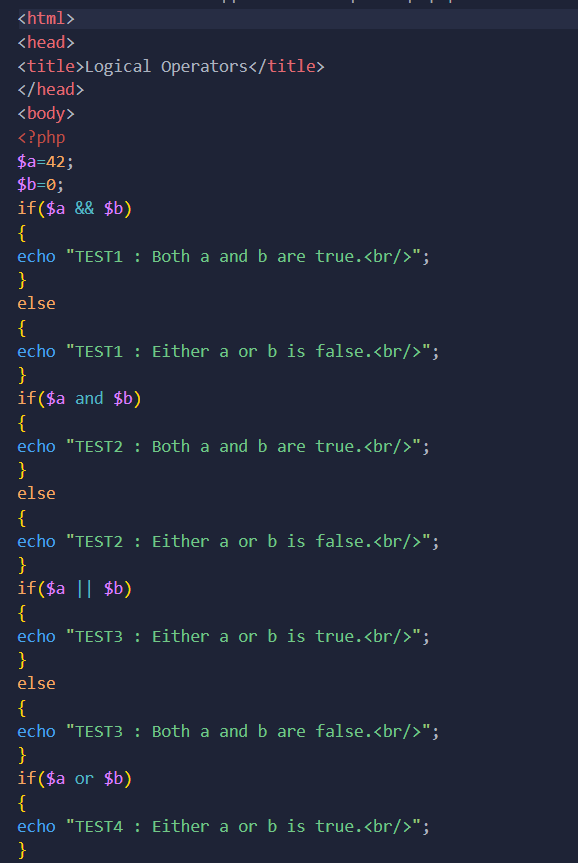 <html>
<head>
<title>Logical Operators</title>
</head>
<body>
<?php
$a=42;
$b=0;
if($a && $b)
{
echo "TEST1 : Both a and b are true.<br/>";
}
else
{
echo "TEST1 : Either a or b is false.<br/>";
}
if($a and $b)
{
echo "TEST2 : Both a and b are true.<br/>";
}
else
{
echo "TEST2 : Either a or b is false.<br/>";
}
if($a || $b)
{
echo "TEST3 : Either a or b is true.<br/>";
}
else
{
echo "TEST3 : Both a and b are false.<br/>";
}
if($a or $b)
{
echo "TEST4 : Either a or b is true.<br/>";
}